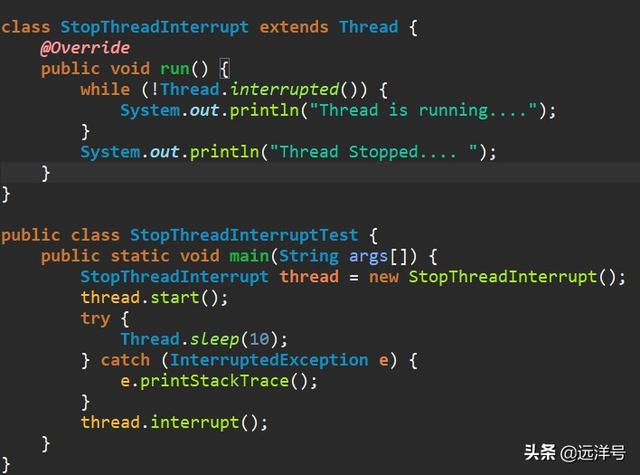 class StopThreadInterrupt extends Thread {
    @Override
    public void run() {
        while (!Thread.interrupted()) {
            System.out.println("Thread is running....");
        }
        System.out.println("Thread Stopped.... ");
    }
}

public class StopThreadInterruptTest {
    public static void main(String args[]) {
        StopThreadInterrupt thread = new StopThreadInterrupt();
        thread.start();
        try {
            Thread.sleep(10);
        } catch (InterruptedException e) {
            e.printStackTrace();
        }
        thread.interrupt();
    }
}
头条 @远洋号